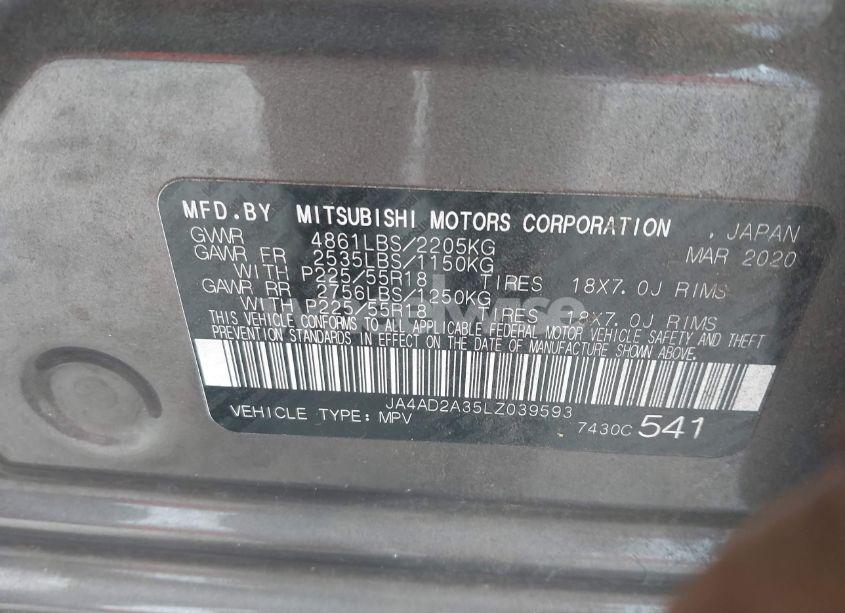 MFD.BY MITSUBISHI MOTORS CORPORATION , JAPAN
GVWR 4861LBS/2205KG MAR 2020
GAWR FR 2535LBS/1150KG
WITH P225/55R18 TIRES 18X7.0J RIMS
GAWR RR 2756LBS/1250KG
WITH P225/55R18 TIRES 18X7.0J RIMS
THIS VEHICLE CONFORMS TO ALL APPLICABLE FEDERAL MOTOR VEHICLE SAFETY AND THEFT
PREVENTION STANDARDS IN EFFECT ON THE DATE OF MANUFACTURE SHOWN ABOVE.
JA4AD2A35LZ039593
VEHICLE TYPE: MPV 7430C 541